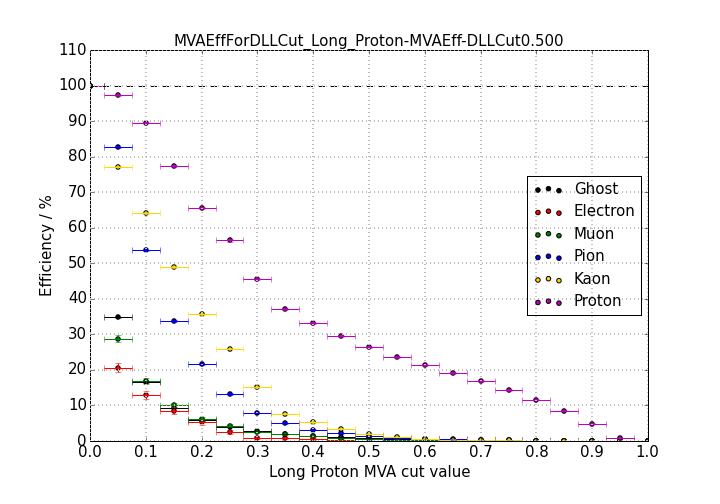 MVAEffForDLLCut_Long_Proton-MVAEff-DLLCut0.500
110
100
90
80
70
60
50
40
30
20
10
0
Efficiency / %
Ghost
Electron
Muon
Pion
Kaon
Proton
0.0 0.1 0.2 0.3 0.4 0.5 0.6 0.7 0.8 0.9 1.0
Long Proton MVA cut value